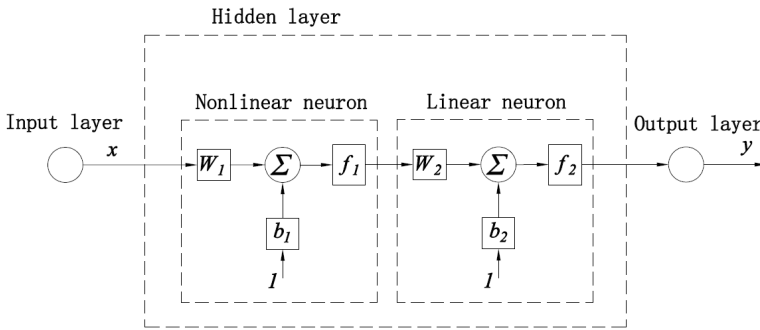 Hidden layer
Nonlinear neuron
Linear neuron
Input layer
Output layer
x
W1
Σ
f1
W2
Σ
f2
y
b1
b2
1
1